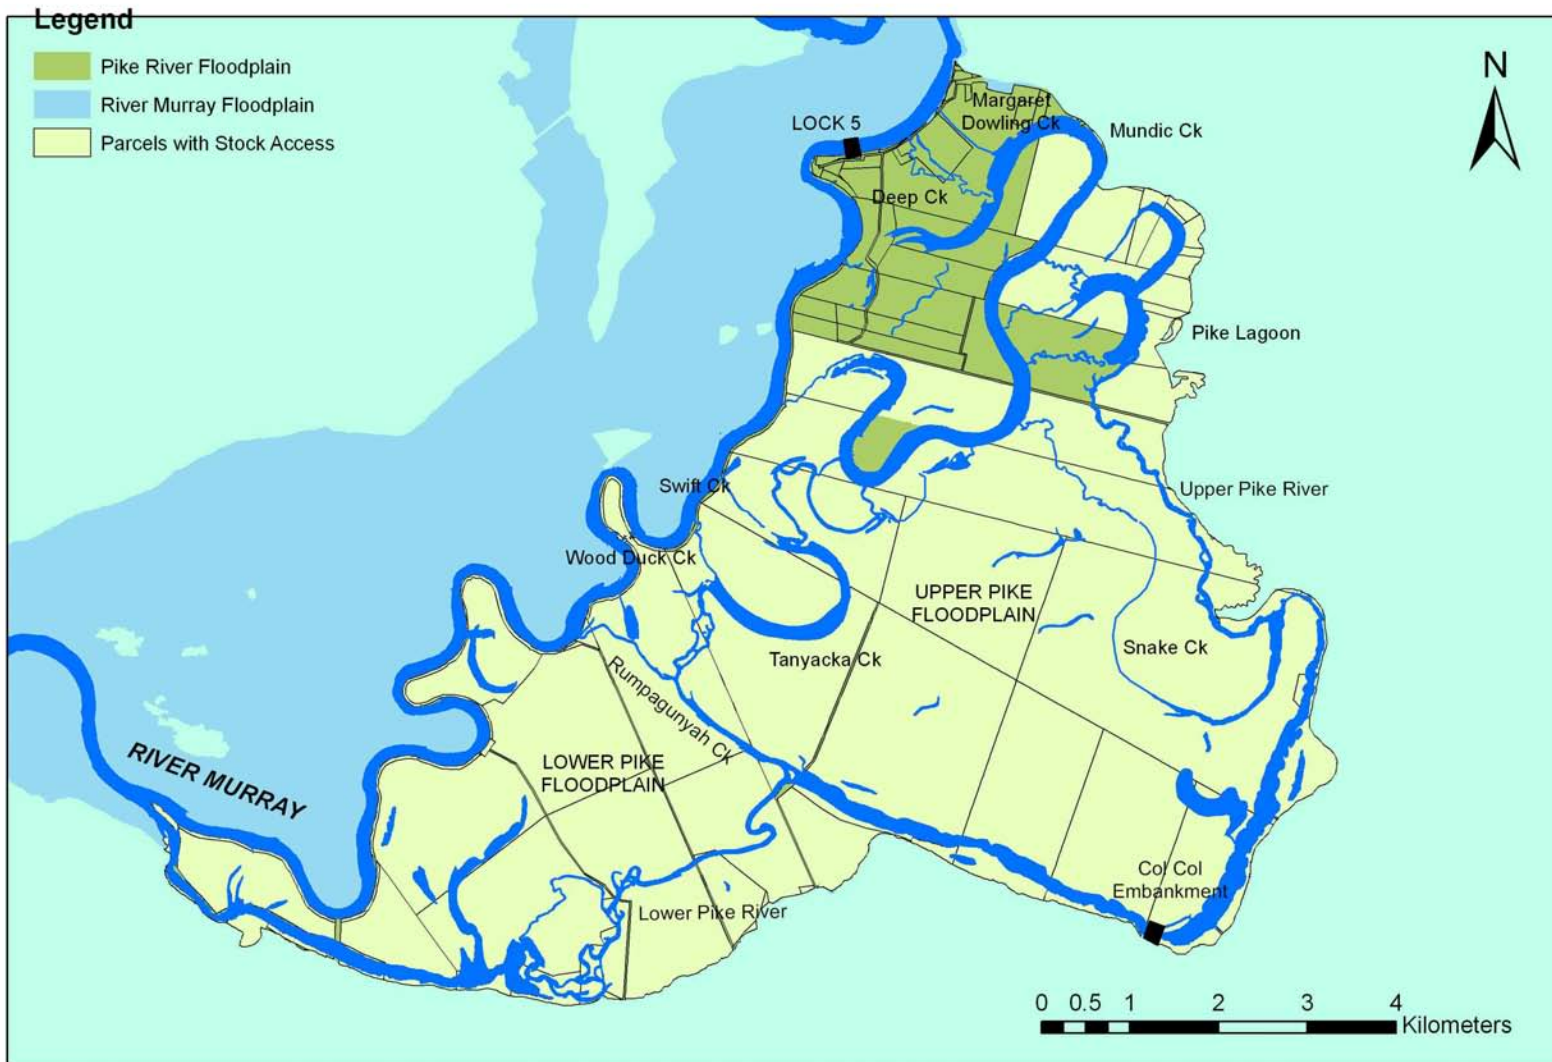 Legend
Pike River Floodplain
River Murray Floodplain
Parcels with Stock Access
N
LOCK 5
Margaret
Dowling Ck
Mundic Ck
Deep Ck
Pike Lagoon
Swift Ck
Upper Pike River
Wood Duck Ck
UPPER PIKE
FLOODPLAIN
Snake Ck
Tanyacka Ck
Rumpagunyah Ck
LOWER PIKE
FLOODPLAIN
RIVER MURRAY
Col Col
Embankment
Lower Pike River
0 0.5 1 2 3 4
Kilometers